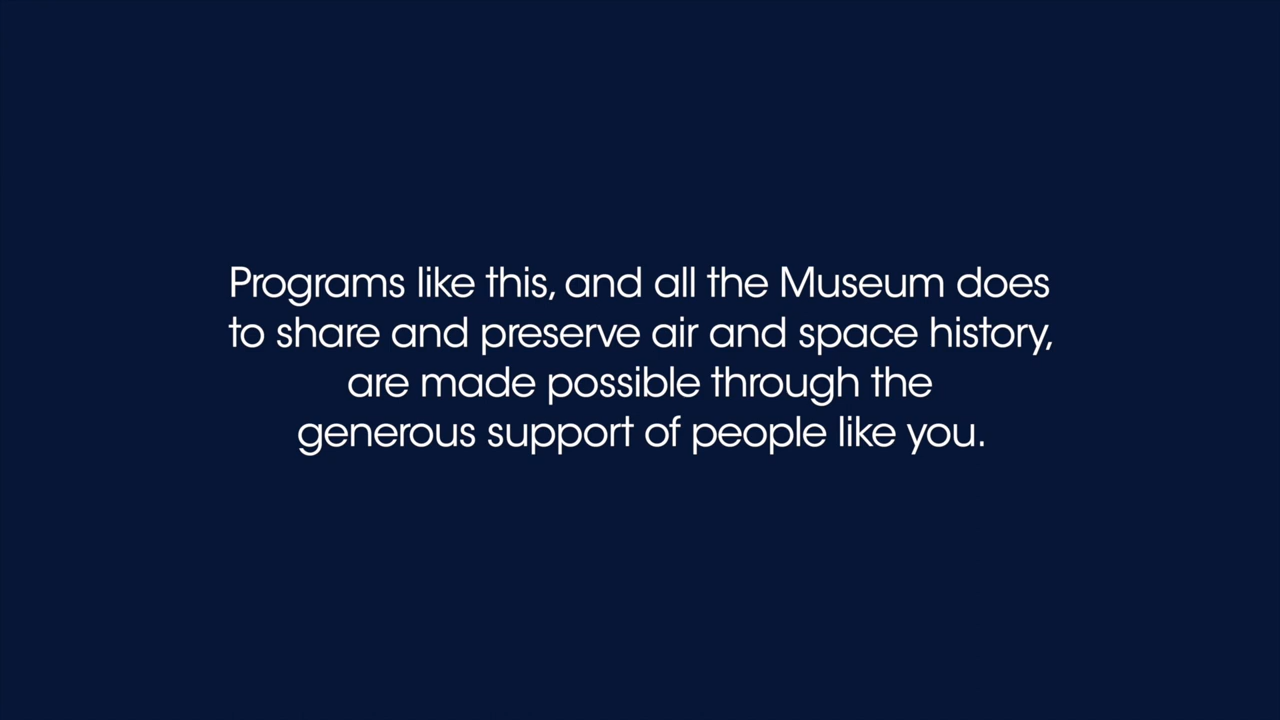 Programs like this, and all the Museum does
to share and preserve air and space history,
are made possible through the
generous support of people like you.